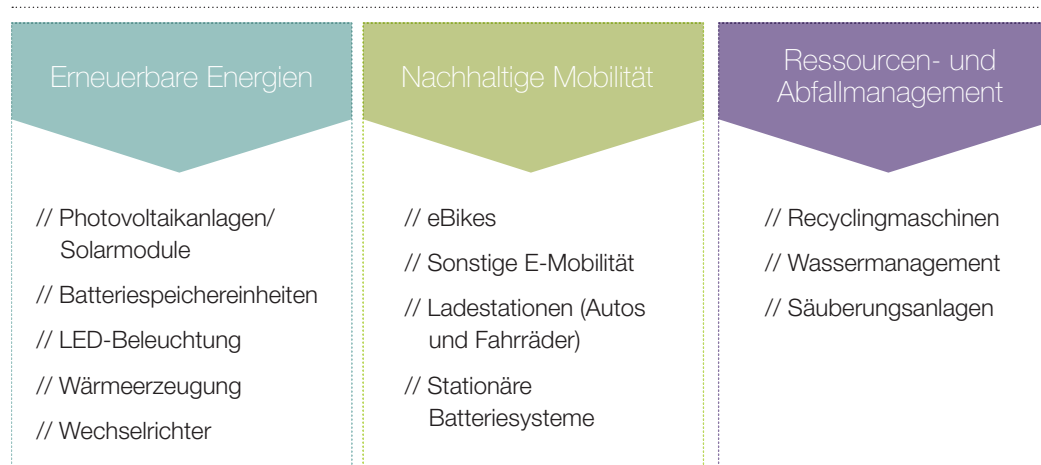 Erneuerbare Energien
// Photovoltaikanlagen/
Solarmodule
// Batteriespeichereinheiten
// LED-Beleuchtung
// Wärmeerzeugung
// Wechselrichter
Nachhaltige Mobilität
// eBikes
// Sonstige E-Mobilität
// Ladestationen (Autos
und Fahrräder)
// Stationäre
Batteriesysteme
Ressourcen- und
Abfallmanagement
// Recyclingmaschinen
// Wassermanagement
// Säuberungsanlagen